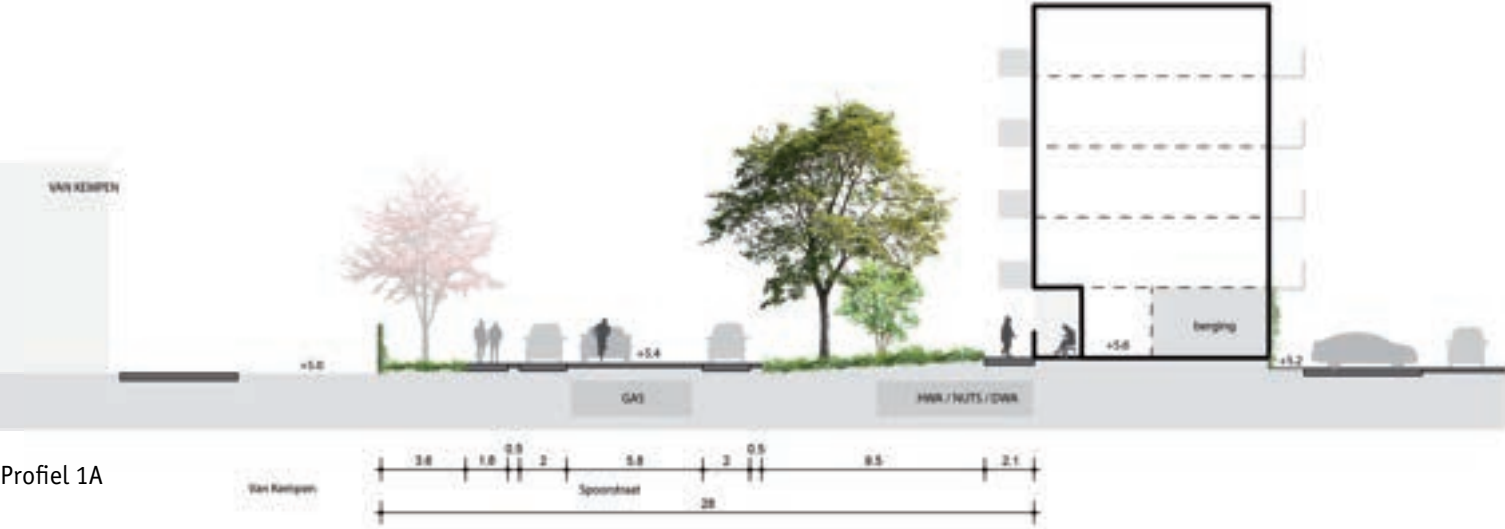 VAN KEMPEN
+5.0
+5.4
berging
+5.6
+5.2
GAS
HWA / NUTS / DWA
3.6 1.8 0.5 2 5.8 2 0.5 9.5 2.1
Profiel 1A
Van Kempen
Spoorstraat
28